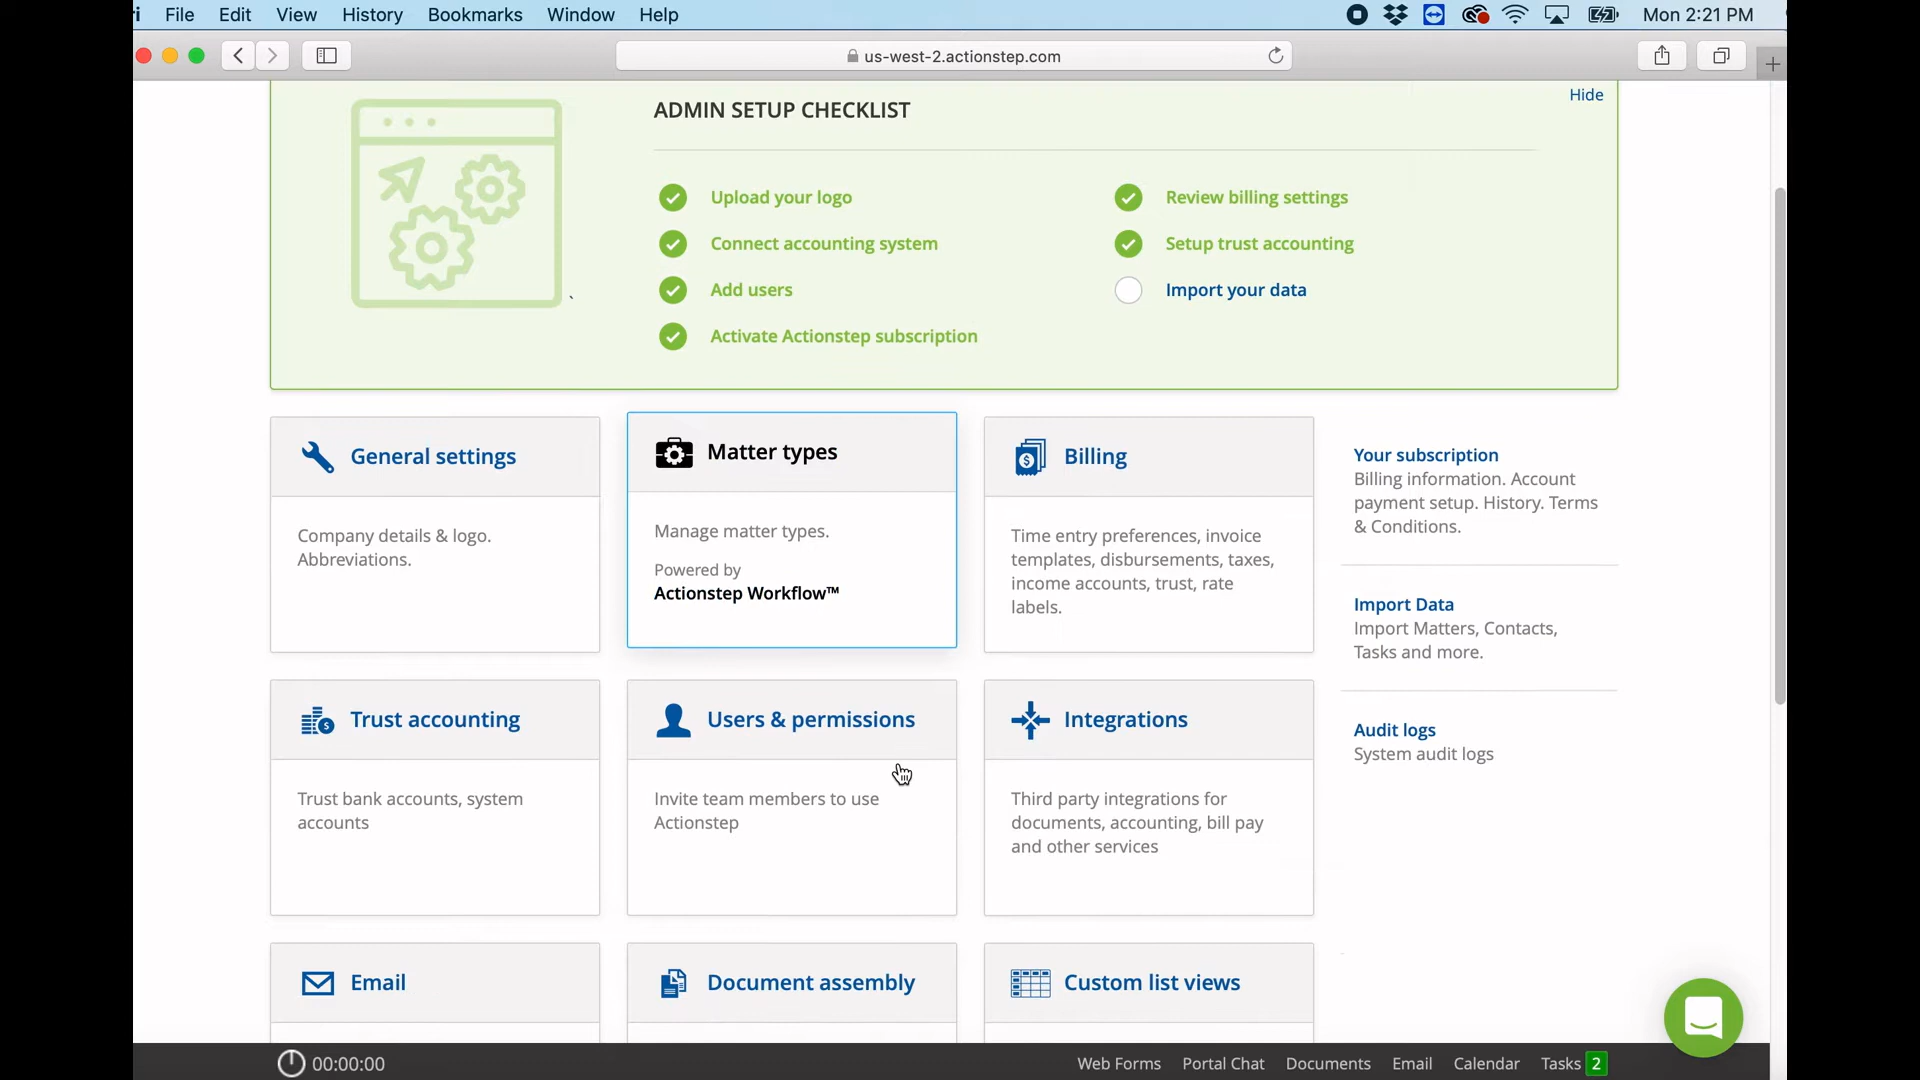 File Edit View History Bookmarks Window Help
Mon 2:21 PM
us-west-2.actionstep.com
Hide
ADMIN SETUP CHECKLIST
Upload your logo
Review billing settings
Connect accounting system
Setup trust accounting
Add users
Import your data
Activate Actionstep subscription
General settings
Company details & logo.
Abbreviations.
Matter types
Manage matter types.
Powered by
Actionstep Workflow™
Billing
Time entry preferences, invoice
templates, disbursements, taxes,
income accounts, trust, rate
labels.
Your subscription
Billing information. Account
payment setup. History. Terms
& Conditions.
Import Data
Import Matters, Contacts,
Tasks and more.
Audit logs
System audit logs
Trust accounting
Trust bank accounts, system
accounts
Users & permissions
Invite team members to use
Actionstep
Integrations
Third party integrations for
documents, accounting, bill pay
and other services
Email
Document assembly
Custom list views
00:00:00
Web Forms Portal Chat Documents Email Calendar Tasks 2